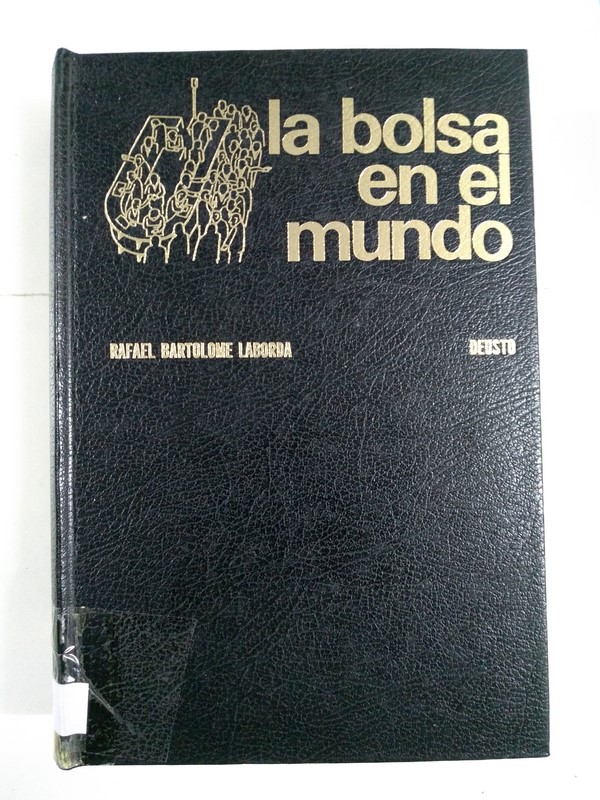 la bolsa
en el
mundo
RAFAEL BARTOLOME LABORDA DEUSTO